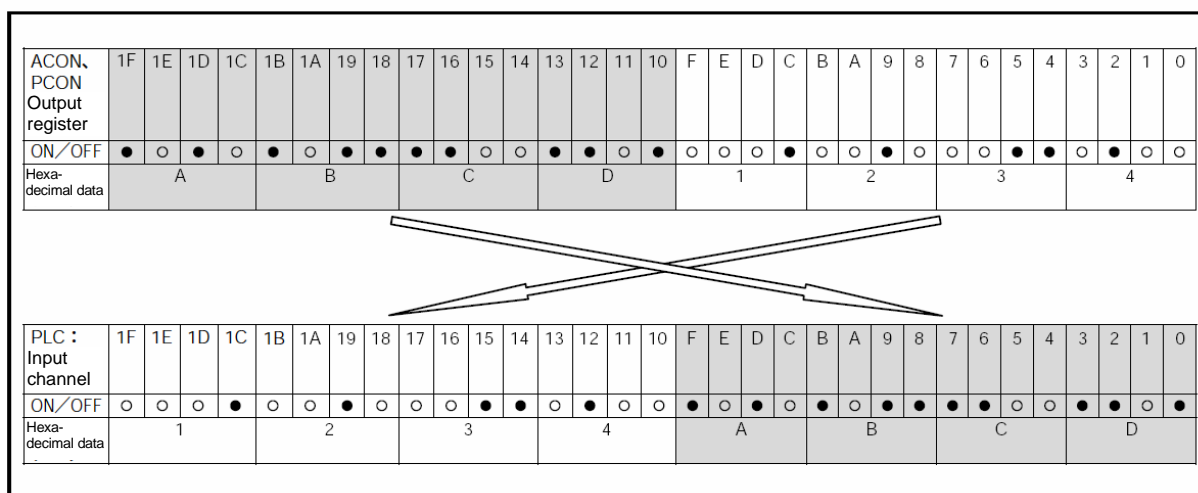 ACON、 1F 1E 1D 1C 1B 1A 19 18 17 16 15 14 13 12 11 10 F E D C B A 9 8 7 6 5 4 3 2 1 0
PCON
Output
register
ON／OFF ● ○ ● ○ ● ○ ● ● ● ● ○ ○ ● ● ○ ● ○ ○ ○ ● ○ ○ ● ○ ○ ○ ● ● ○ ● ○ ○
Hexa-
decimal data A B C D 1 2 3 4
PLC： 1F 1E 1D 1C 1B 1A 19 18 17 16 15 14 13 12 11 10 F E D C B A 9 8 7 6 5 4 3 2 1 0
Input
channel
ON／OFF ○ ○ ○ ● ○ ○ ● ○ ○ ○ ● ● ○ ● ○ ○ ● ○ ● ○ ● ○ ● ● ● ● ○ ○ ● ● ○ ●
Hexa-
decimal data 1 2 3 4 A B C D